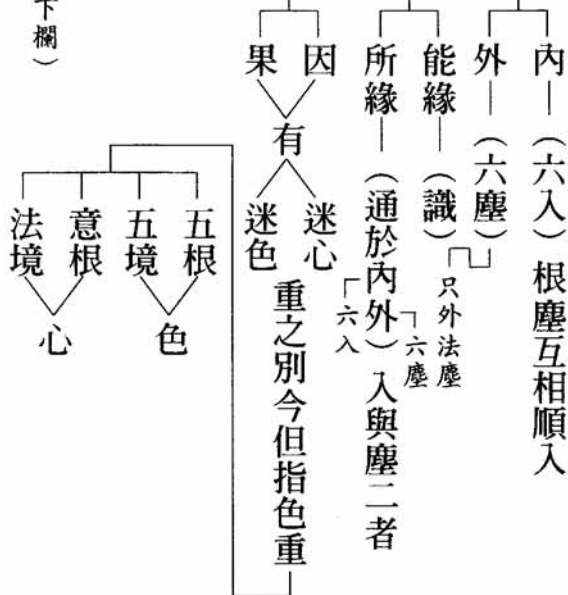 內（六入）根塵互相順入
外（六塵）
只外法塵
能緣（識）
六塵
所緣（通於內外）入與塵二者
六入
因
果
有
迷心
迷色
重之別今但指色重
五根
五境
色
意根
法境
心
下欄）